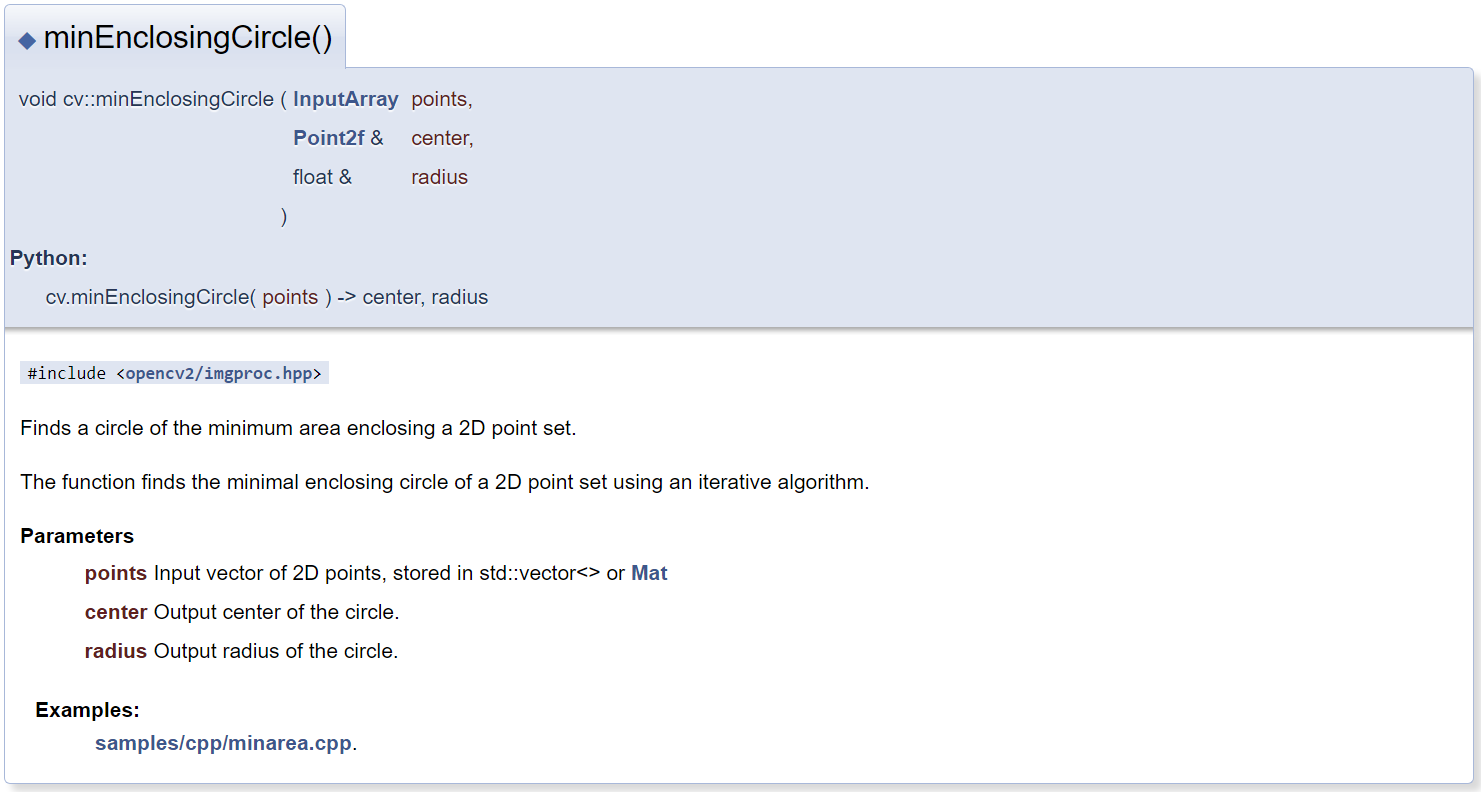 ◆ minEnclosingCircle()
void cv::minEnclosingCircle ( InputArray points,
Point2f & center,
float & radius
)
Python:
cv.minEnclosingCircle( points ) -> center, radius
#include <opencv2/imgproc.hpp>
Finds a circle of the minimum area enclosing a 2D point set.
The function finds the minimal enclosing circle of a 2D point set using an iterative algorithm.
Parameters
points Input vector of 2D points, stored in std::vector<> or Mat
center Output center of the circle.
radius Output radius of the circle.
Examples:
samples/cpp/minarea.cpp.